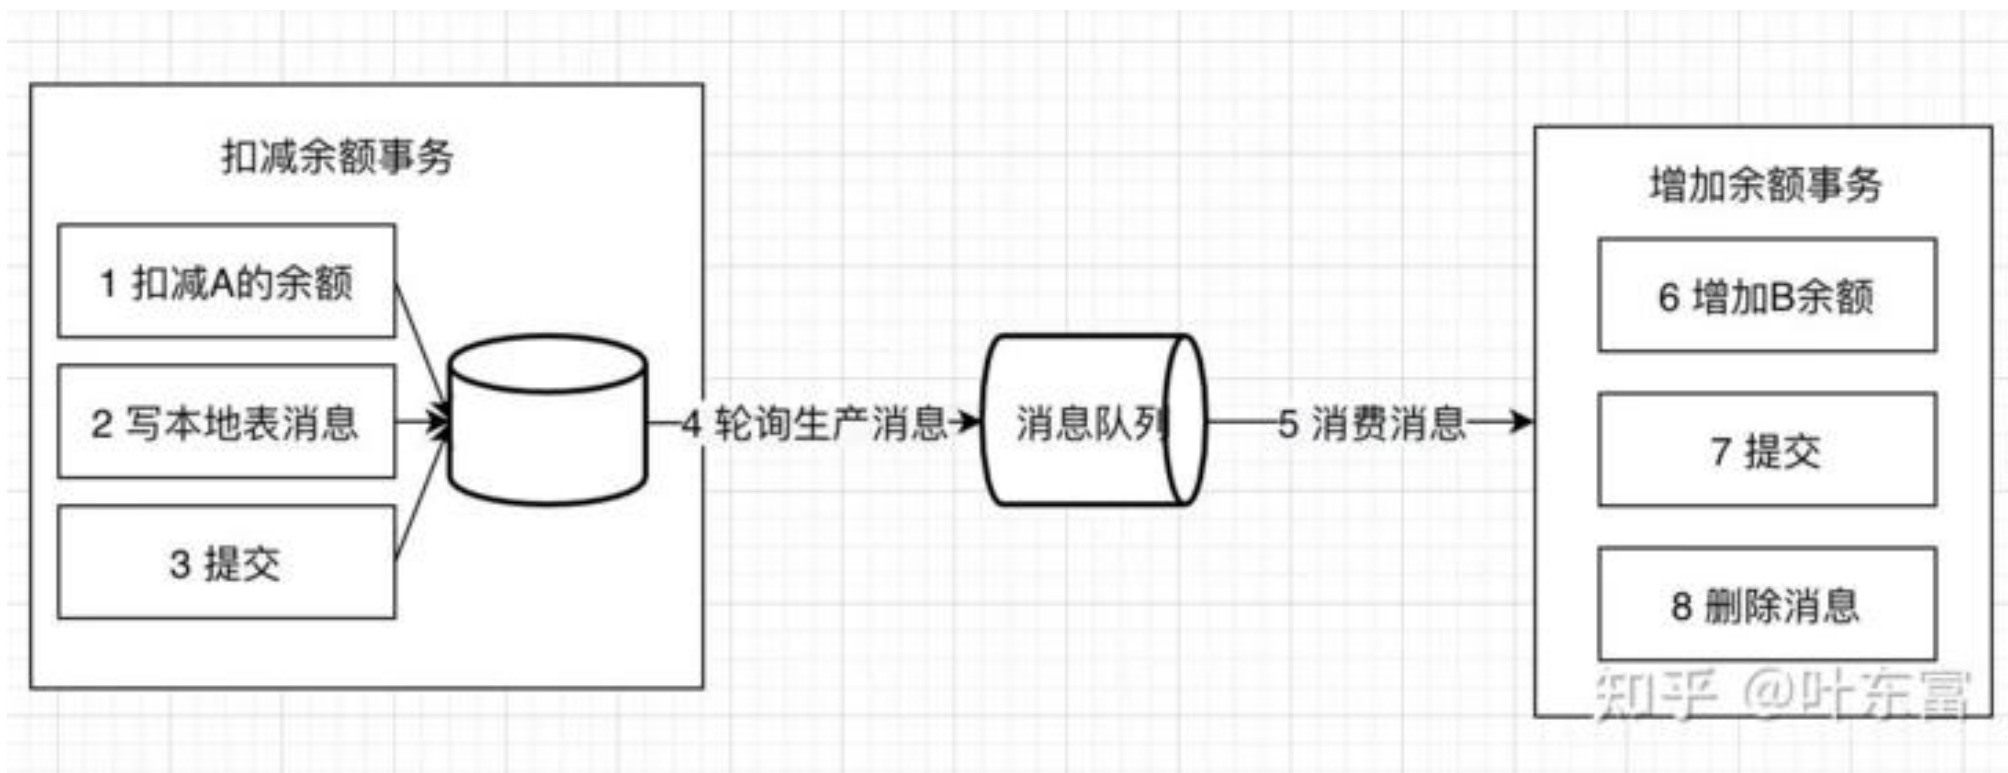 扣减余额事务
1 扣减A的余额
2 写本地表消息
3 提交
4 轮询生产消息
消息队列
5 消费消息
增加余额事务
6 增加B余额
7 提交
8 删除消息
知乎 @叶东富